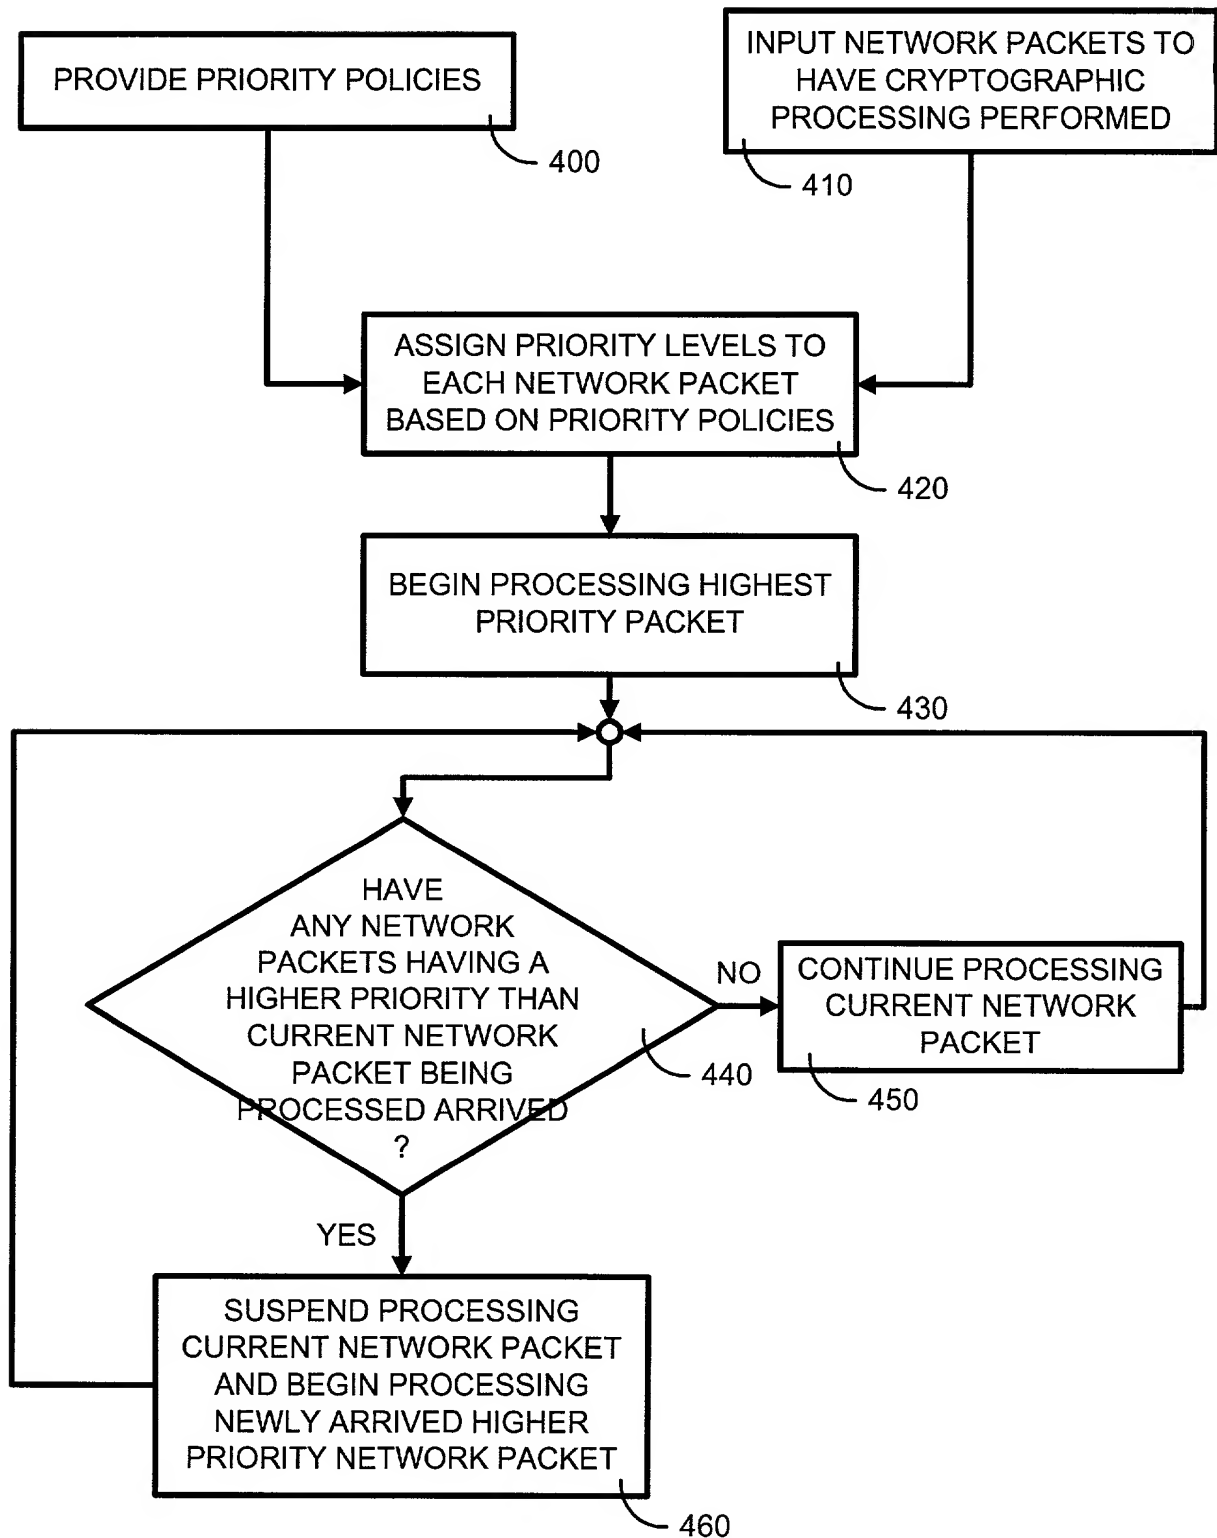 PROVIDE PRIORITY POLICIES
400
INPUT NETWORK PACKETS TO
HAVE CRYPTOGRAPHIC
PROCESSING PERFORMED
410
ASSIGN PRIORITY LEVELS TO
EACH NETWORK PACKET
BASED ON PRIORITY POLICIES
420
BEGIN PROCESSING HIGHEST
PRIORITY PACKET
430
HAVE
ANY NETWORK
PACKETS HAVING A
HIGHER PRIORITY THAN
CURRENT NETWORK
PACKET BEING
PROCESSED ARRIVED
?
440
NO
CONTINUE PROCESSING
CURRENT NETWORK
PACKET
450
YES
SUSPEND PROCESSING
CURRENT NETWORK PACKET
AND BEGIN PROCESSING
NEWLY ARRIVED HIGHER
PRIORITY NETWORK PACKET
460